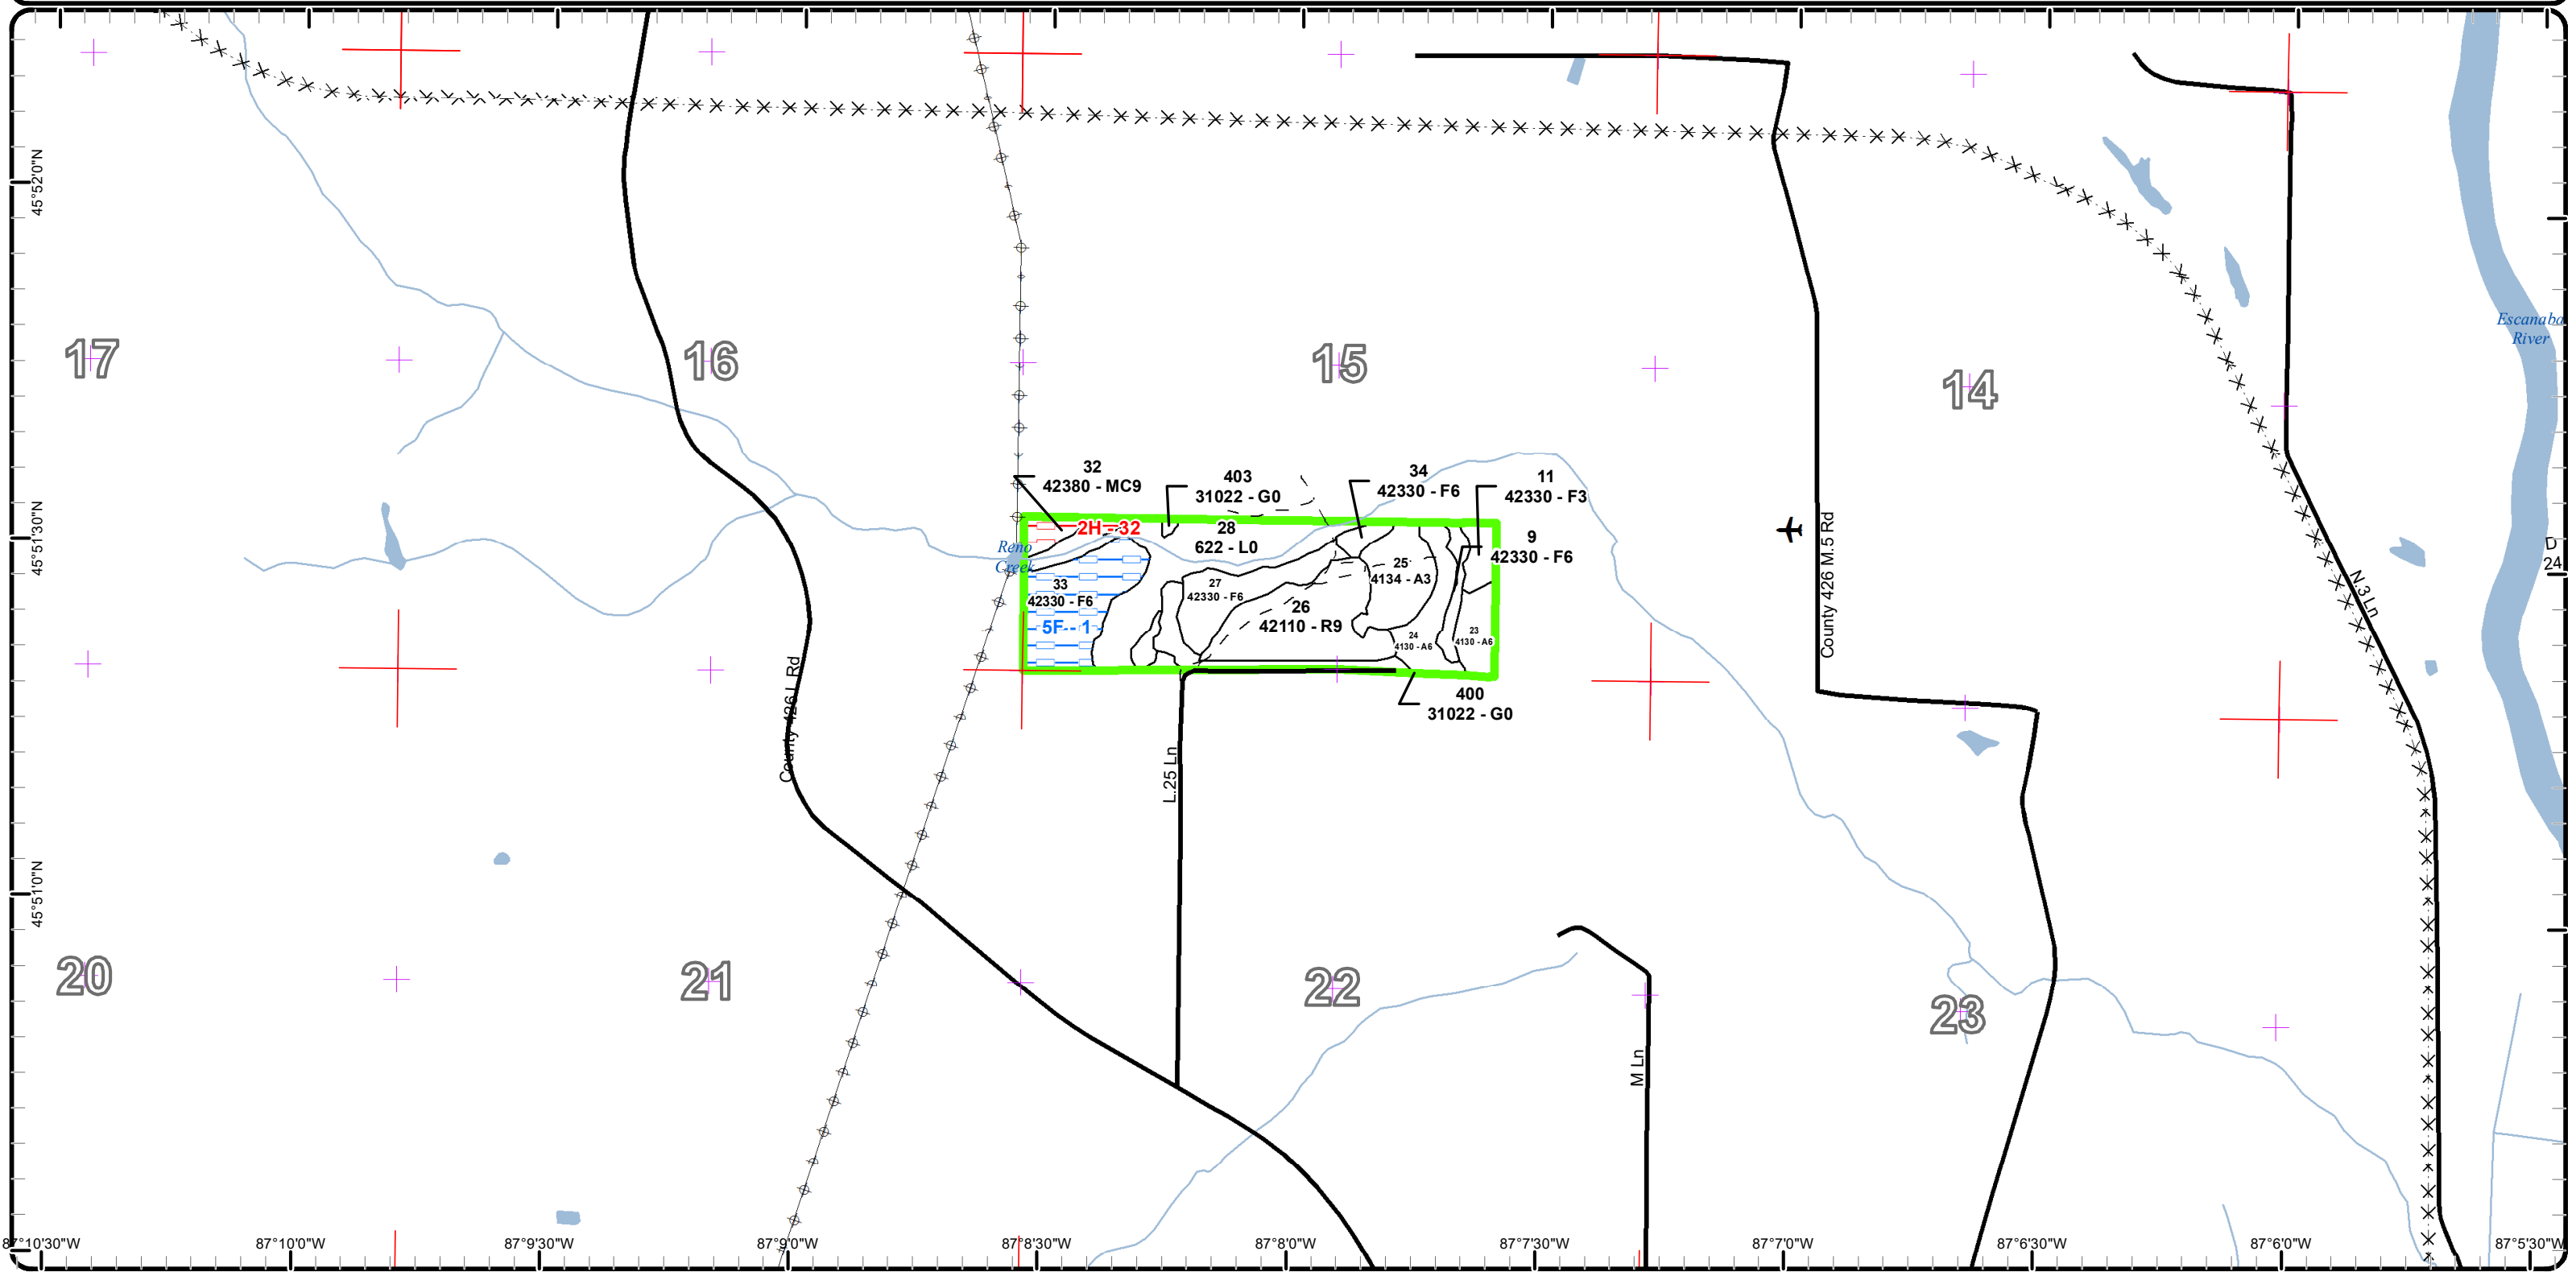 45°52'0"N
17
16
15
14
Escanaba
River
32
42380 - MC9
403
31022 - G0
34
42330 - F6
11
42330 - F3
45°51'30"N
2H - 32
28
622 - L0
9
42330 - F6
Reno
Creek
33
42330 - F6
5F - 1
27
42330 - F6
25
4134 - A3
26
42110 - R9
24
4130 - A6
23
4130 - A6
400
31022 - G0
County 426 M.5 Rd
N.3 Ln
D
24
County 426 L Rd
L.25 Ln
45°51'0"N
20
21
22
23
M Ln
87°10'30"W
87°10'0"W
87°9'30"W
87°9'0"W
87°8'30"W
87°8'0"W
87°7'30"W
87°7'0"W
87°6'30"W
87°6'0"W
87°5'30"W